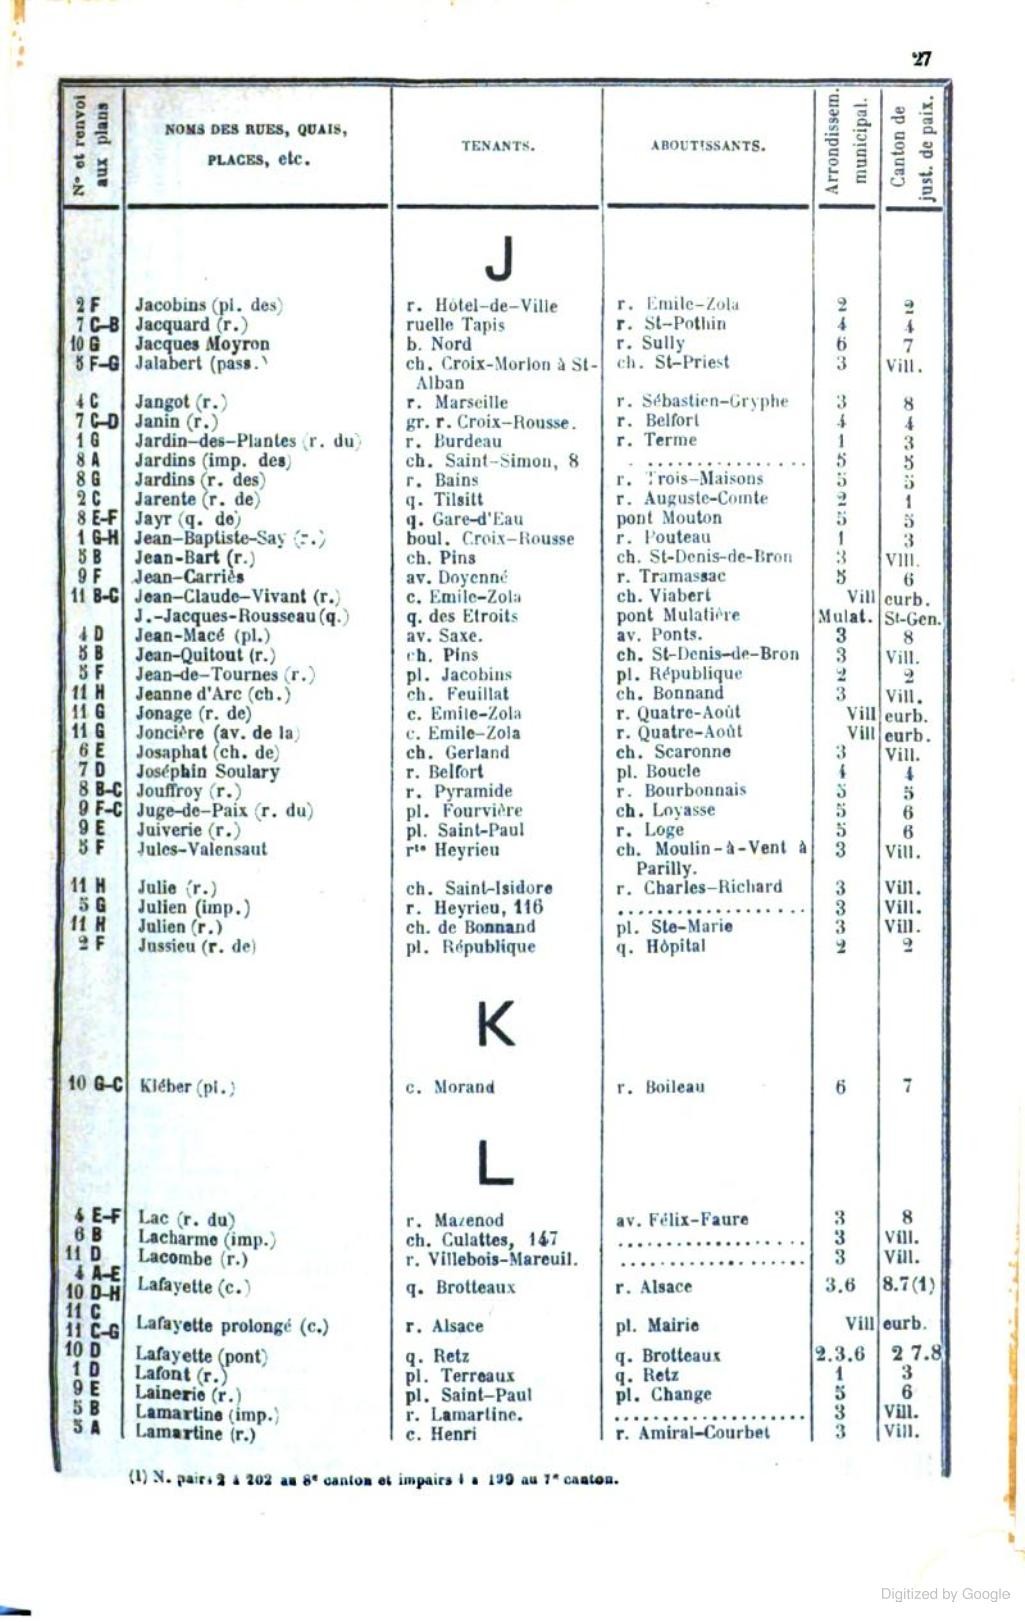 27
N° et renvoi aux plans | NOMS DES RUES, QUAIS, PLACES, etc. | TENANTS. | ABOUTISSANTS. | Arrondissem. municipal. | Canton de just. de paix.
J
2 F Jacobins (pl. des) r. Hôtel-de-Ville r. Emile-Zola 2 2
7 C-B Jacquard (r.) ruelle Tapis r. St-Pothin 4 4
10 G Jacques Moyron b. Nord r. Sully 6 7
5 F-G Jalabert (pass.) ch. Croix-Morlon à St- ch. St-Priest 3 Vill.
Alban
4 C Jangot (r.) r. Marseille r. Sébastien-Gryphe 3 8
7 C-D Janin (r.) gr. r. Croix-Rousse. r. Belfort 4 4
1 G Jardin-des-Plantes (r. du) r. Burdeau r. Terme 1 3
8 A Jardins (imp. des) ch. Saint-Simon, 8 ................ 5 5
8 G Jardins (r. des) r. Bains r. Trois-Maisons 5 5
2 C Jarente (r. de) q. Tilsitt r. Auguste-Comte 2 1
8 E-F Jayr (q. de) q. Gare-d'Eau pont Mouton 5 5
1 G-H Jean-Baptiste-Say (r.) boul. Croix-Rousse r. Pouteau 1 3
5 B Jean-Bart (r.) ch. Pins ch. St-Denis-de-Bron 3 Vill.
9 F Jean-Carriès av. Doyenné r. Tramassac 5 6
11 B-C Jean-Claude-Vivant (r.) c. Emile-Zola ch. Viabert Vill eurb.
J.-Jacques-Rousseau (q.) q. des Etroits pont Mulatière Mulat. St-Gen.
4 D Jean-Macé (pl.) av. Saxe. av. Ponts. 3 8
5 B Jean-Quitout (r.) ch. Pins ch. St-Denis-de-Bron 3 Vill.
5 F Jean-de-Tournes (r.) pl. Jacobins pl. République 2 2
11 H Jeanne d'Arc (ch.) ch. Feuillat ch. Bonnand 3 Vill.
11 G Jonage (r. de) c. Emile-Zola r. Quatre-Août Vill eurb.
11 G Joncière (av. de la) c. Emile-Zola r. Quatre-Août Vill eurb.
6 E Josaphat (ch. de) ch. Gerland ch. Scaronne 3 Vill.
7 D Joséphin Soulary r. Belfort pl. Boucle 4 4
8 B-C Jouffroy (r.) r. Pyramide r. Bourbonnais 5 5
9 F-C Juge-de-Paix (r. du) pl. Fourvière ch. Loyasse 5 6
9 E Juiverie (r.) pl. Saint-Paul r. Loge 5 6
5 F Jules-Valensaut rte Heyrieu ch. Moulin-à-Vent à 3 Vill.
Parilly.
11 H Julie (r.) ch. Saint-Isidore r. Charles-Richard 3 Vill.
5 G Julien (imp.) r. Heyrieu, 116 .................. 3 Vill.
11 H Julien (r.) ch. de Bonnand pl. Ste-Marie 3 Vill.
2 F Jussieu (r. de) pl. République q. Hôpital 2 2
K
10 G-C Kléber (pl.) c. Morand r. Boileau 6 7
L
4 E-F Lac (r. du) r. Mazenod av. Félix-Faure 3 8
6 B Lacharme (imp.) ch. Culattes, 147 .................. 3 Vill.
11 D Lacombe (r.) r. Villebois-Mareuil. .................. 3 Vill.
4 A-E
10 D-H Lafayette (c.) q. Brotteaux r. Alsace 3.6 8.7(1)
11 C
11 C-G Lafayette prolongé (c.) r. Alsace pl. Mairie Vill eurb.
10 D Lafayette (pont) q. Retz q. Brotteaux 2.3.6 2 7.8
1 D Lafont (r.) pl. Terreaux q. Retz 1 3
9 E Lainerie (r.) pl. Saint-Paul pl. Change 5 6
5 B Lamartine (imp.) r. Lamartine. .................. 3 Vill.
5 A Lamartine (r.) c. Henri r. Amiral-Courbet 3 Vill.
(1) N. pairs 2 à 202 au 8e canton et impairs 1 à 199 au 7e canton.
Digitized by Google